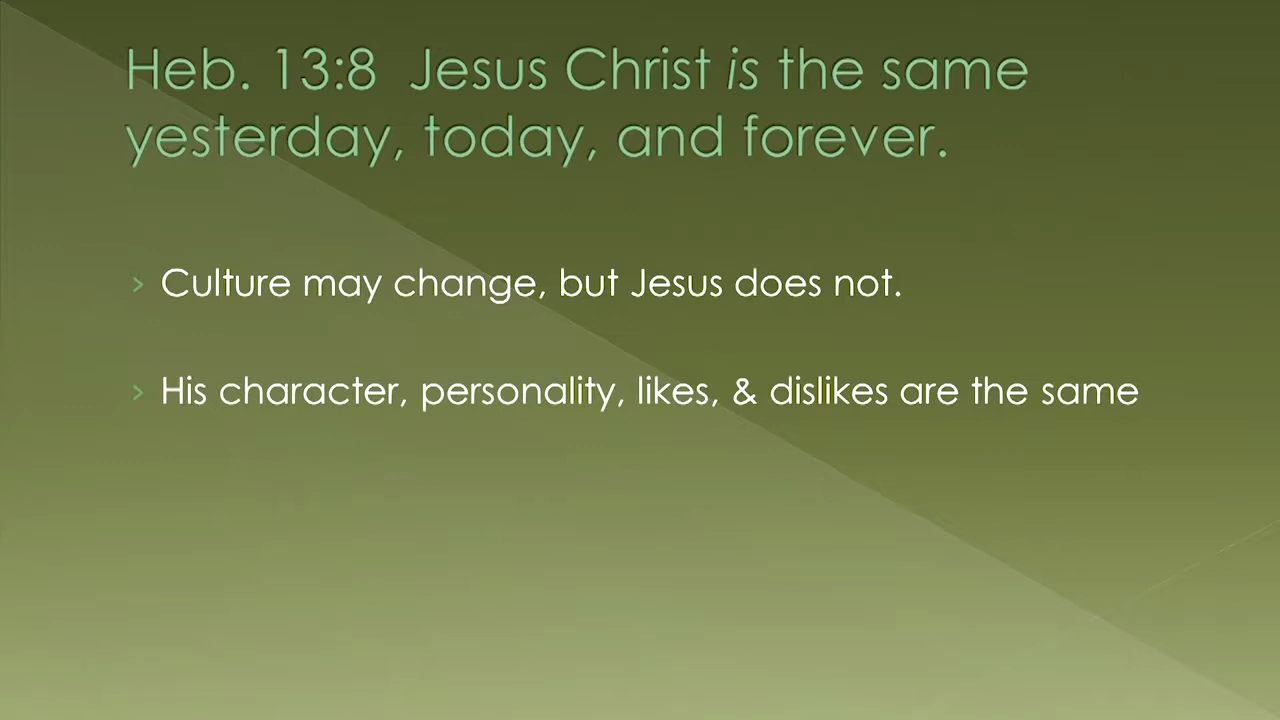 Heb. 13:8  Jesus Christ is the same
yesterday, today, and forever.
› Culture may change, but Jesus does not.
› His character, personality, likes, & dislikes are the same